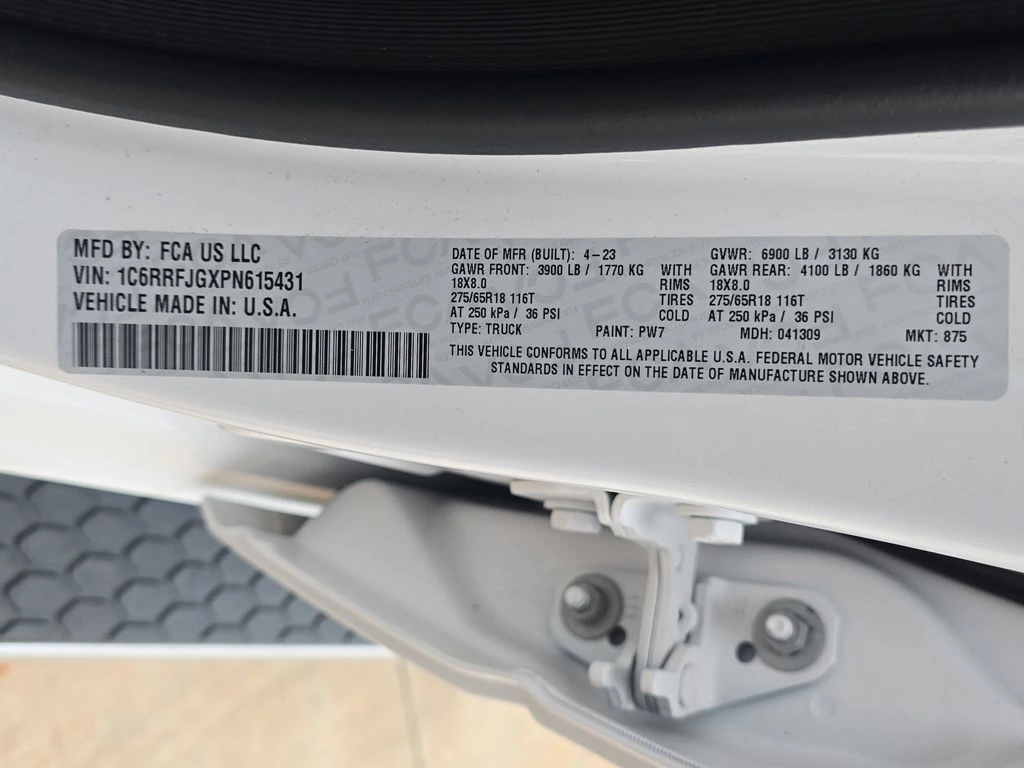 MFD BY: FCA US LLC
VIN: 1C6RRFJGXPN615431
VEHICLE MADE IN: U.S.A.
DATE OF MFR (BUILT): 4-23 GVWR: 6900 LB / 3130 KG
GAWR FRONT: 3900 LB / 1770 KG WITH GAWR REAR: 4100 LB / 1860 KG WITH
18X8.0 RIMS 18X8.0 RIMS
275/65R18 116T TIRES 275/65R18 116T TIRES
AT 250 kPa / 36 PSI COLD AT 250 kPa / 36 PSI COLD
TYPE: TRUCK PAINT: PW7 MDH: 041309 MKT: 875
THIS VEHICLE CONFORMS TO ALL APPLICABLE U.S.A. FEDERAL MOTOR VEHICLE SAFETY
STANDARDS IN EFFECT ON THE DATE OF MANUFACTURE SHOWN ABOVE.